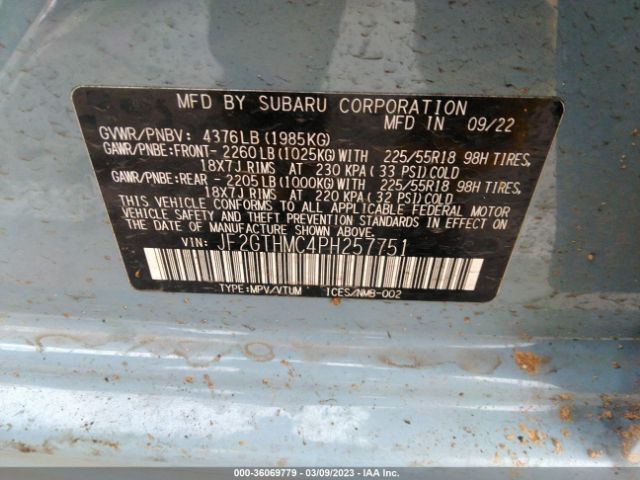 MFD BY SUBARU CORPORATION
MFD IN 09/22
GVWR/PNBV: 4376LB (1985KG)
GAWR/PNBE:FRONT- 2260LB(1025KG)WITH 225/55R18 98H TIRES,
18X7J RIMS AT 230 KPA( 33 PSI)COLD
GAWR/PNBE:REAR - 2205LB(1000KG)WITH 225/55R18 98H TIRES,
18X7J RIMS AT 220 KPA( 32 PSI)COLD
THIS VEHICLE CONFORMS TO ALL APPLICABLE FEDERAL MOTOR
VEHICLE SAFETY AND THEFT PREVENTION STANDARDS IN EFFECT ON
THE DATE OF MANUFACTURE SHOWN ABOVE.
VIN: JF2GTHMC4PH257751
TYPE:MPV/VTUM ICES/NMB-002
000-36069779 - 03/09/2023 - IAA Inc.